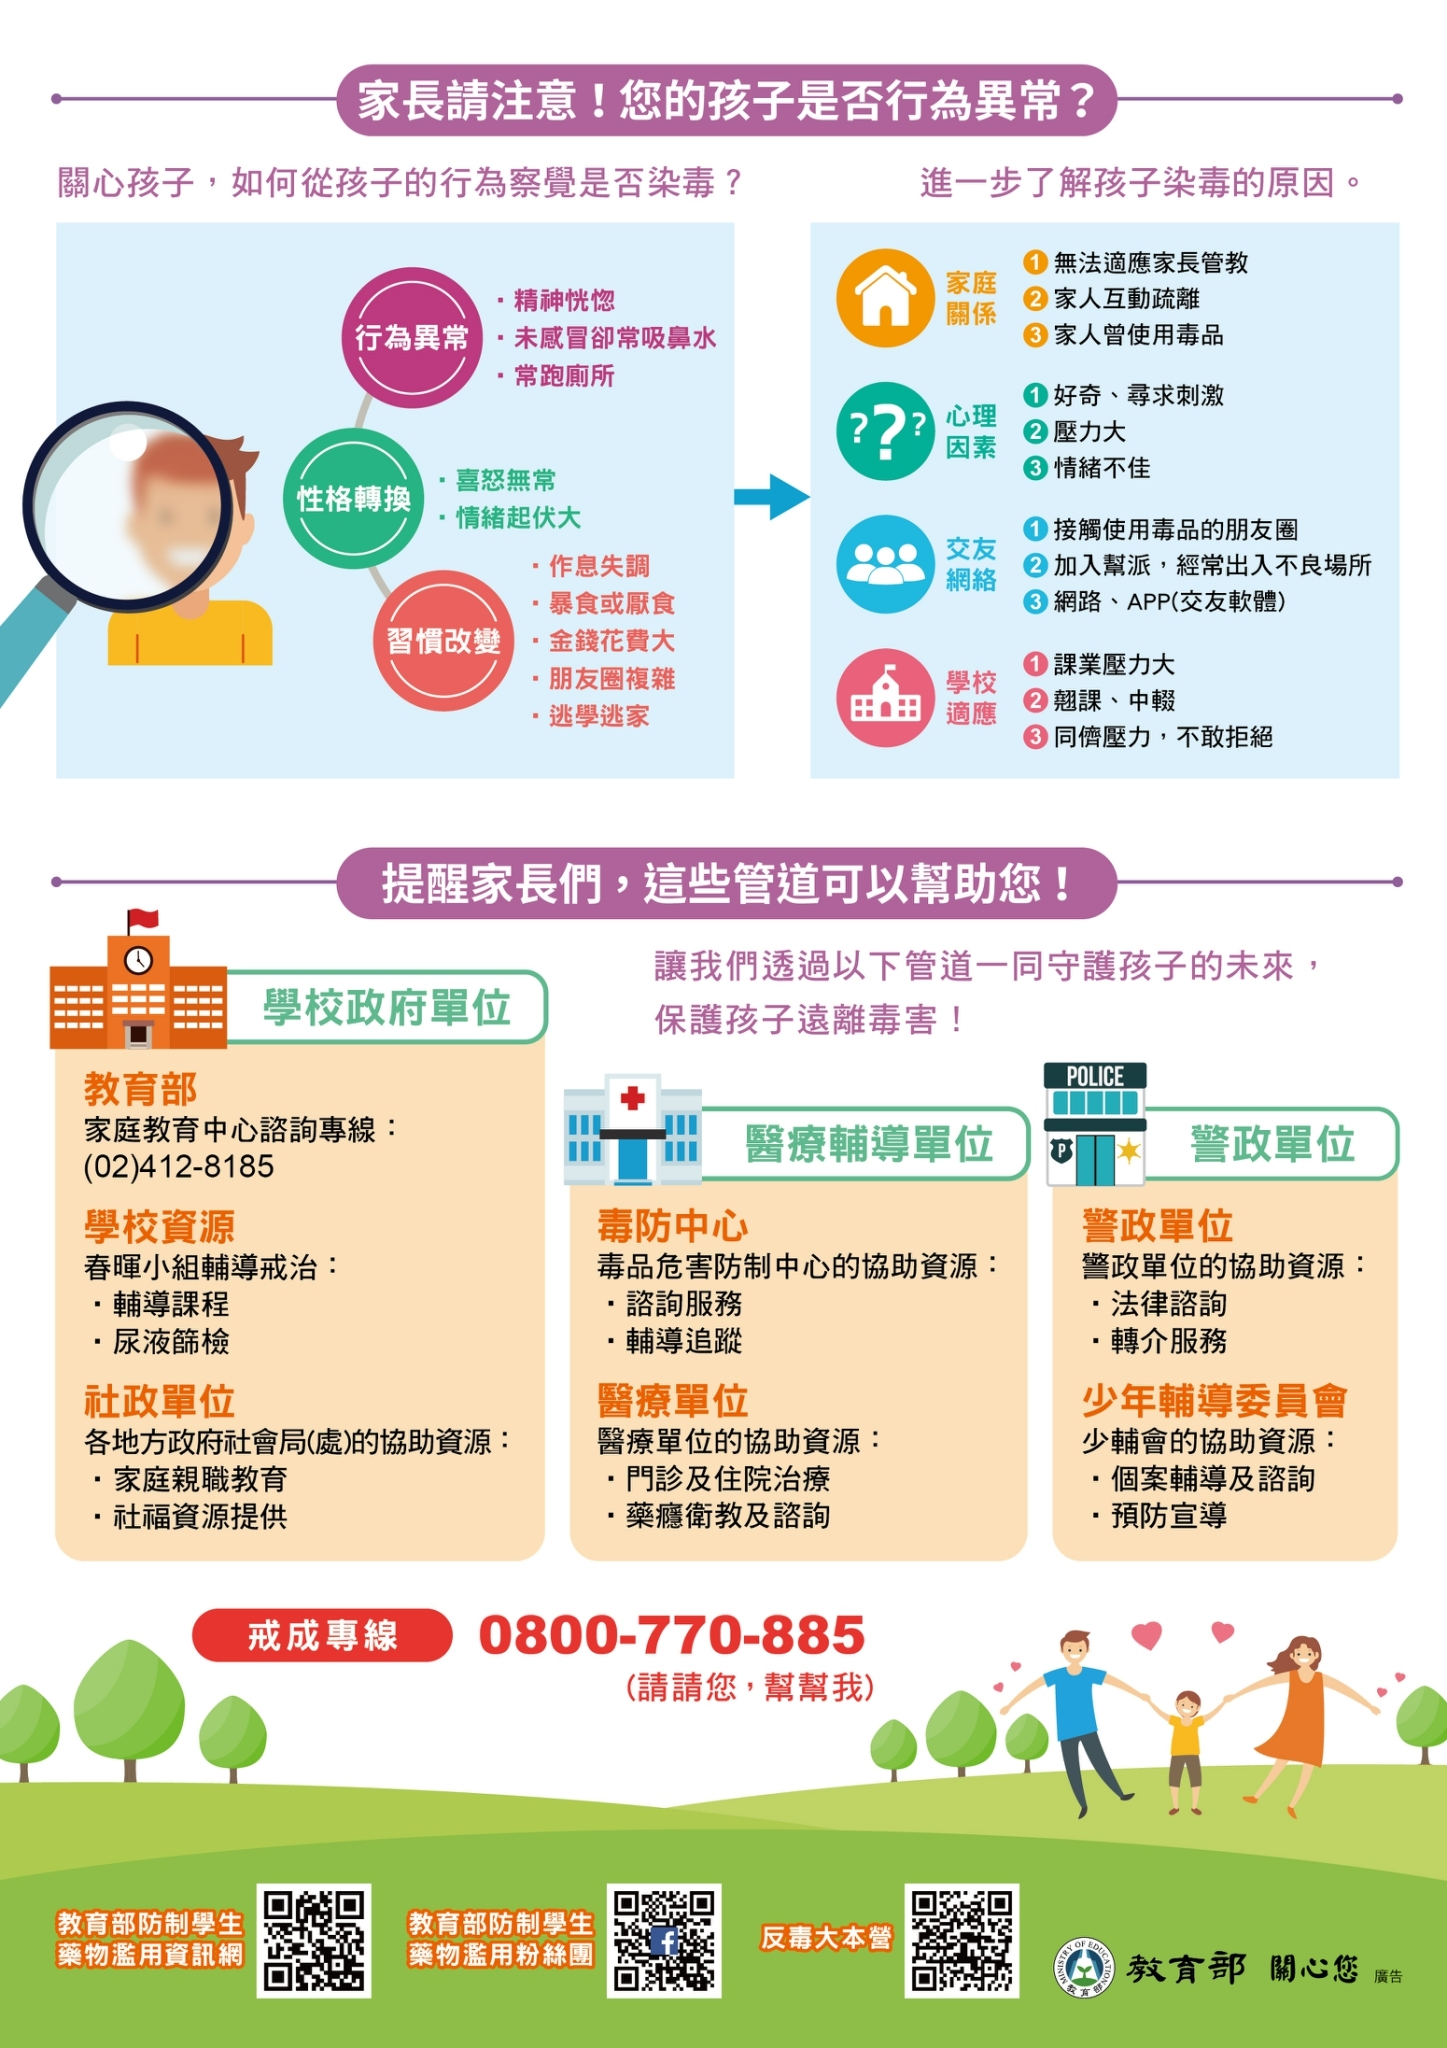 家長請注意！您的孩子是否行為異常？
關心孩子，如何從孩子的行為察覺是否染毒？
行為異常
・精神恍惚
・未感冒卻常吸鼻水
・常跑廁所
性格轉換
・喜怒無常
・情緒起伏大
習慣改變
・作息失調
・暴食或厭食
・金錢花費大
・朋友圈複雜
・逃學逃家
進一步了解孩子染毒的原因。
家庭
關係
1 無法適應家長管教
2 家人互動疏離
3 家人曾使用毒品
???
心理
因素
1 好奇、尋求刺激
2 壓力大
3 情緒不佳
交友
網絡
1 接觸使用毒品的朋友圈
2 加入幫派，經常出入不良場所
3 網路、APP(交友軟體)
學校
適應
1 課業壓力大
2 翹課、中輟
3 同儕壓力，不敢拒絕
提醒家長們，這些管道可以幫助您！
讓我們透過以下管道一同守護孩子的未來，
保護孩子遠離毒害！
學校政府單位
教育部
家庭教育中心諮詢專線：
(02)412-8185
學校資源
春暉小組輔導戒治：
・輔導課程
・尿液篩檢
社政單位
各地方政府社會局(處)的協助資源：
・家庭親職教育
・社福資源提供
醫療輔導單位
毒防中心
毒品危害防制中心的協助資源：
・諮詢服務
・輔導追蹤
醫療單位
醫療單位的協助資源：
・門診及住院治療
・藥癮衛教及諮詢
POLICE
P
警政單位
警政單位
警政單位的協助資源：
・法律諮詢
・轉介服務
少年輔導委員會
少輔會的協助資源：
・個案輔導及諮詢
・預防宣導
戒成專線
0800-770-885
(請請您，幫幫我)
教育部防制學生
藥物濫用資訊網
教育部防制學生
藥物濫用粉絲團
f
反毒大本營
MINISTRY OF EDUCATION
教育部
教育部 關心您 廣告